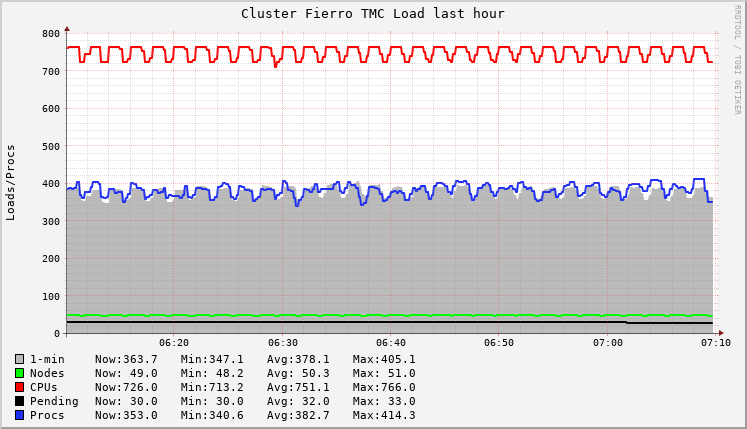 Cluster Fierro TMC Load last hour
RRDTOOL / TOBI OETIKER
Loads/Procs
800
700
600
500
400
300
200
100
0
06:20 06:30 06:40 06:50 07:00 07:10
1-min Now:363.7 Min:347.1 Avg:378.1 Max:405.1
Nodes Now: 49.0 Min: 48.2 Avg: 50.3 Max: 51.0
CPUs Now:726.0 Min:713.2 Avg:751.1 Max:766.0
Pending Now: 30.0 Min: 30.0 Avg: 32.0 Max: 33.0
Procs Now:353.0 Min:340.6 Avg:382.7 Max:414.3